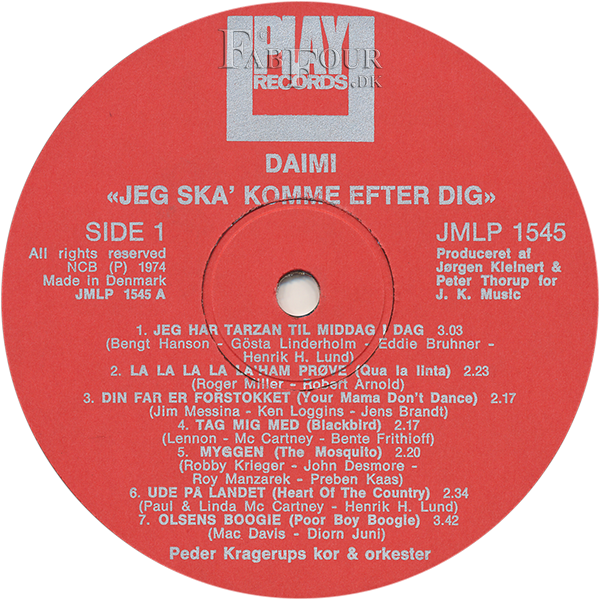 PLAY
RECORDS
FABFOUR
.DK
DAIMI
«JEG SKA' KOMME EFTER DIG»
SIDE 1
All rights reserved
NCB (P) 1974
Made in Denmark
JMLP 1545 A
JMLP 1545
Produceret af
Jørgen Kleinert &
Peter Thorup for
J. K. Music
1. JEG HAR TARZAN TIL MIDDAG I DAG 3.03
(Bengt Hanson - Gösta Linderholm - Eddie Bruhner -
Henrik H. Lund)
2. LA LA LA LA LA'HAM PRØVE (Qua la linta) 2.23
(Roger Miller - Robert Arnold)
3. DIN FAR ER FORSTOKKET (Your Mama Don't Dance) 2.17
(Jim Messina - Ken Loggins - Jens Brandt)
4. TAG MIG MED (Blackbird) 2.17
(Lennon - Mc Cartney - Bente Frithioff)
5. MYGGEN (The Mosquito) 2.20
(Robby Krieger - John Desmore -
Roy Manzarek - Preben Kaas)
6. UDE PÅ LANDET (Heart Of The Country) 2.34
(Paul & Linda Mc Cartney - Henrik H. Lund)
7. OLSENS BOOGIE (Poor Boy Boogie) 3.42
(Mac Davis - Diorn Juni)
Peder Kragerups kor & orkester